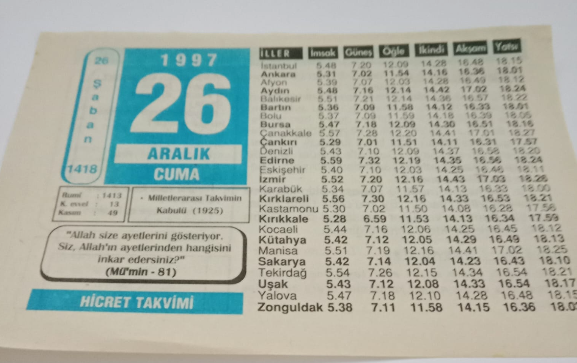 1997
26
Şaban
1418
26
ARALIK
CUMA
Rumi : 1413
K. evvel : 13
Kasım : 49
- Milletlerarası Takvimin
Kabulü (1925)
"Allah size ayetlerini gösteriyor.
Siz, Allah'ın ayetlerinden hangisini
inkar edersiniz?"
(Mü'min - 81)
HİCRET TAKVİMİ
İLLER İmsak Güneş Öğle İkindi Akşam Yatsı
İstanbul 5.48 7.20 12.09 14.28 16.48 18.15
Ankara 5.31 7.02 11.54 14.16 16.36 18.01
Afyon 5.39 7.07 12.03 14.28 16.49 18.12
Aydın 5.48 7.16 12.14 14.42 17.02 18.24
Balıkesir 5.51 7.21 12.14 14.36 16.57 18.22
Bartın 5.36 7.09 11.58 14.12 16.33 18.01
Bolu 5.37 7.09 11.59 14.18 16.39 18.05
Bursa 5.47 7.18 12.09 14.30 16.51 18.16
Çanakkale 5.57 7.28 12.20 14.41 17.01 18.27
Çankırı 5.29 7.01 11.51 14.11 16.31 17.57
Denizli 5.43 7.10 12.09 14.37 16.58 18.20
Edirne 5.59 7.32 12.19 14.35 16.56 18.24
Eskişehir 5.40 7.10 12.03 14.25 16.46 18.11
İzmir 5.52 7.20 12.16 14.43 17.03 18.26
Karabük 5.34 7.07 11.57 14.13 16.33 18.00
Kırklareli 5.56 7.30 12.16 14.33 16.53 18.21
Kastamonu 5.30 7.02 11.50 14.08 16.28 17.56
Kırıkkale 5.28 6.59 11.53 14.13 16.34 17.59
Kocaeli 5.44 7.16 12.06 14.25 16.45 18.12
Kütahya 5.42 7.12 12.05 14.29 16.49 18.13
Manisa 5.51 7.19 12.16 14.41 17.02 18.25
Sakarya 5.42 7.14 12.04 14.23 16.43 18.10
Tekirdağ 5.54 7.26 12.15 14.34 16.54 18.21
Uşak 5.43 7.12 12.08 14.33 16.54 18.17
Yalova 5.47 7.18 12.10 14.28 16.48 18.15
Zonguldak 5.38 7.11 11.58 14.15 16.36